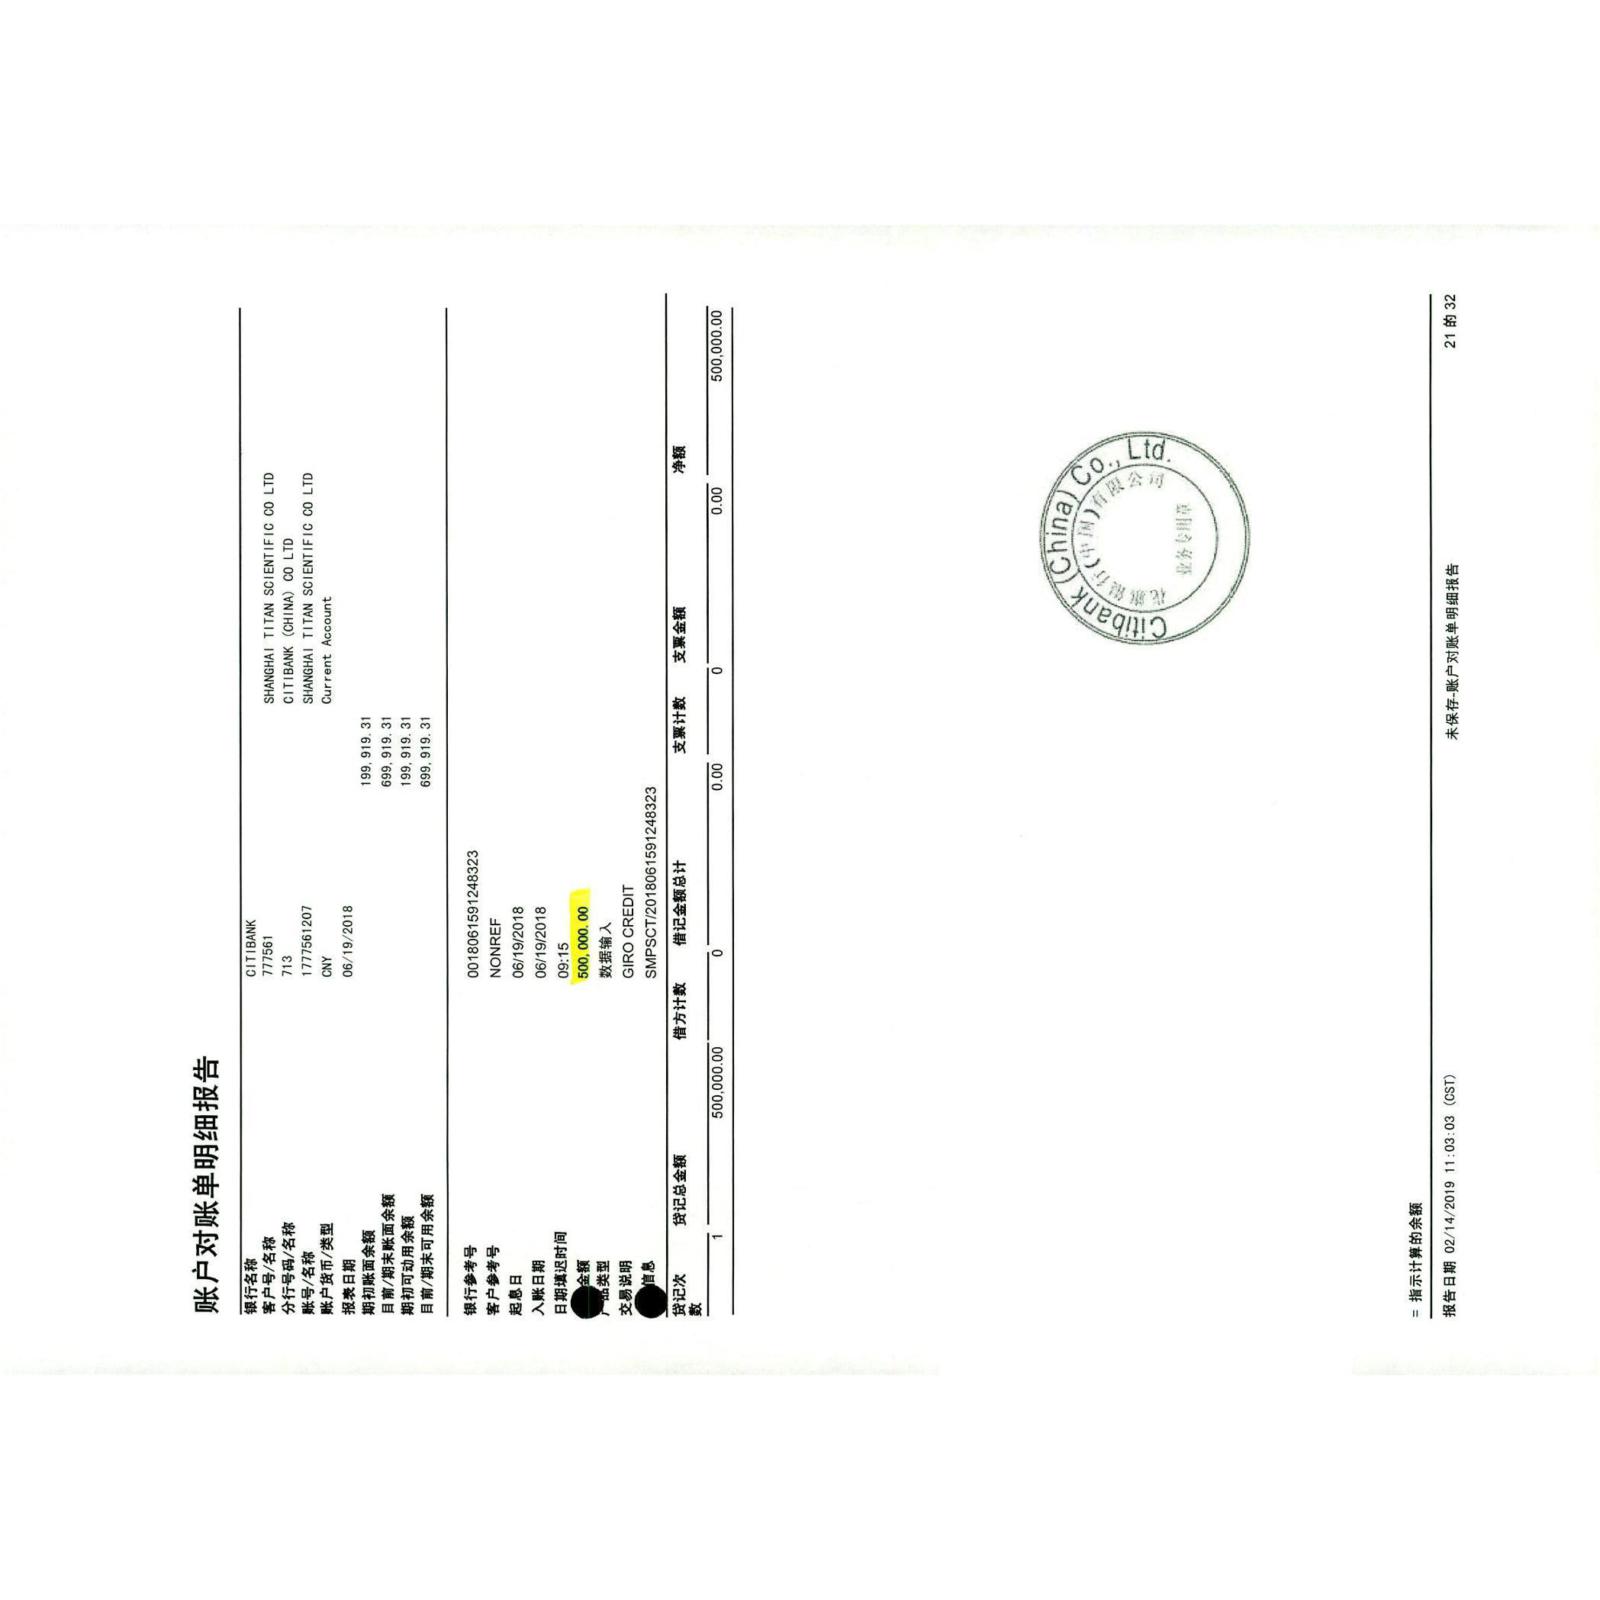 账户对账单明细报告
银行名称 CITIBANK
客户号/名称 777561 SHANGHAI TITAN SCIENTIFIC CO LTD
分行号码/名称 713 CITIBANK (CHINA) CO LTD
账号/名称 1777561207 SHANGHAI TITAN SCIENTIFIC CO LTD
账户货币/类型 CNY Current Account
报表日期 06/19/2018
期初账面余额 199,919.31
目前/期末账面余额 699,919.31
期初可动用余额 199,919.31
目前/期末可用余额 699,919.31
银行参考号 0018061591248323
客户参考号 NONREF
起息日 06/19/2018
入账日期 06/19/2018
日期填迟时间 09:15
金额 500,000.00
类型 数据输入
交易说明 GIRO CREDIT
信息 SMPSCT/2018061591248323
贷记次数 贷记总金额 借方计数 借记金额总计 支票计数 支票金额 净额
1 500,000.00 0 0.00 0 0.00 500,000.00
Citibank (China) Co., Ltd.
花旗银行(中国)有限公司
业务专用章
= 指示计算的余额
报告日期 02/14/2019 11:03:03 (CST) 未保存-账户对账单明细报告 21 的 32